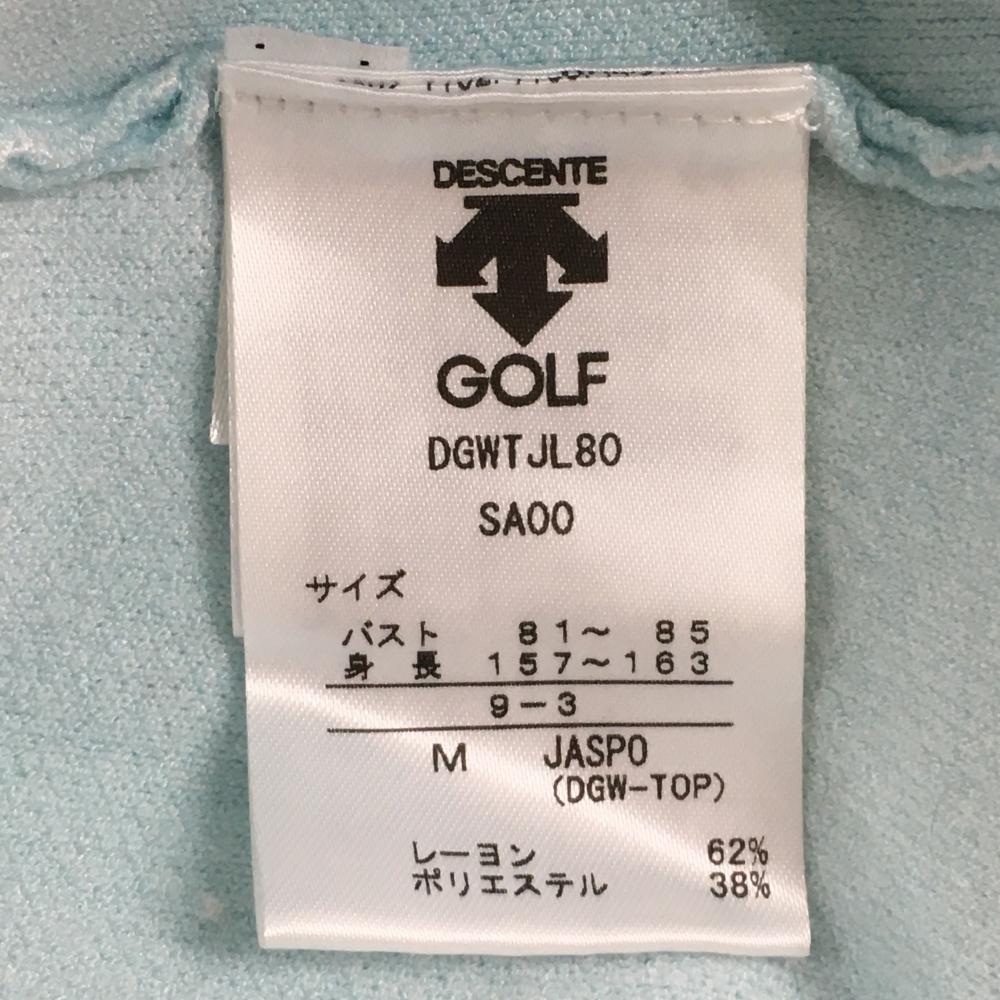 DESCENTE
GOLF
DGWTJL80
SA00
サイズ
バスト 81～ 85
身 長 157～163
9－3
M JASPO
(DGW-TOP)
レーヨン 62%
ポリエステル 38%